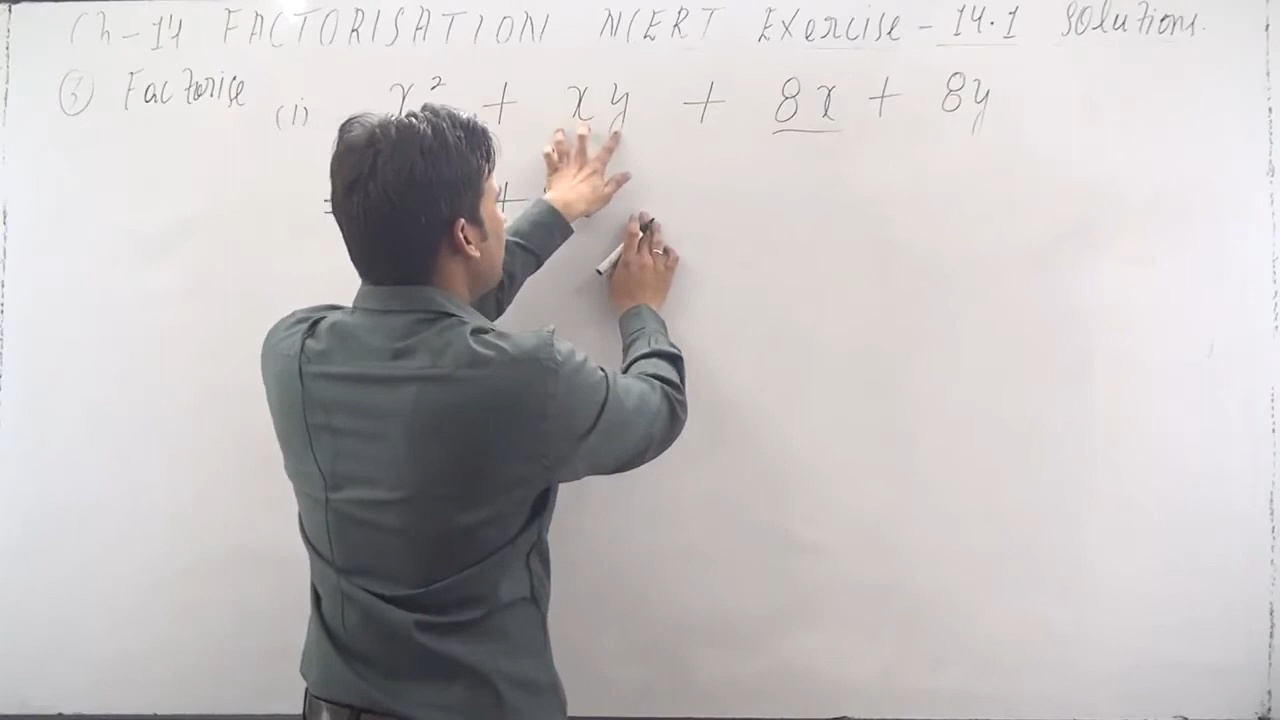 Ch-14 FACTORISATION NCERT Exercise - 14.1 Solutions.
③ Factorise (i) x² + xy + 8x + 8y
= +